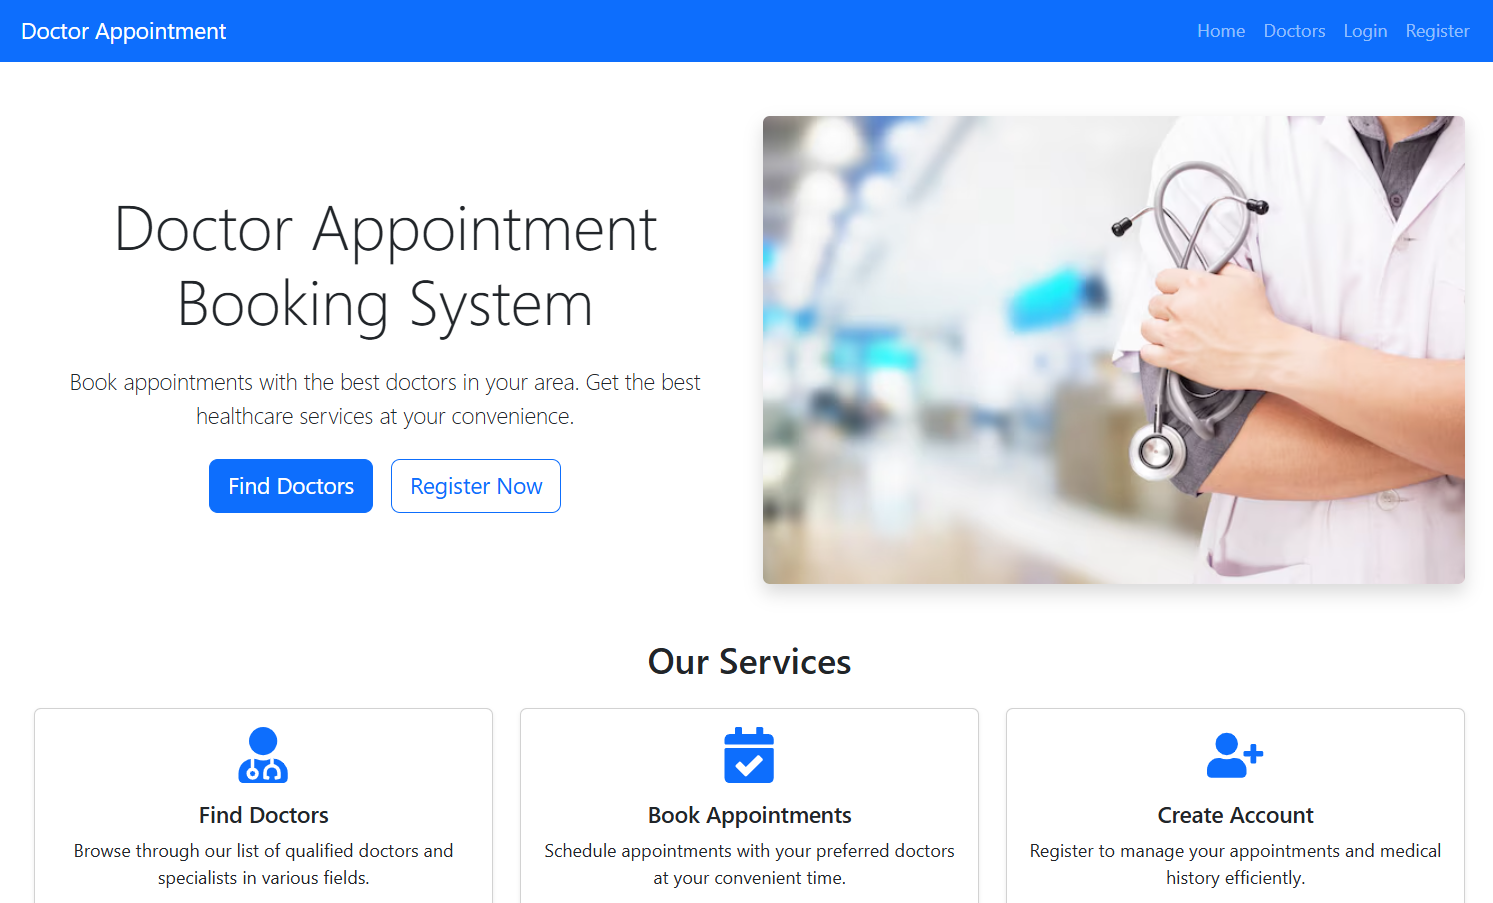 Doctor Appointment
Home
Doctors
Login
Register
Doctor Appointment
Booking System
Book appointments with the best doctors in your area. Get the best
healthcare services at your convenience.
Find Doctors
Register Now
Our Services
Find Doctors
Browse through our list of qualified doctors and
specialists in various fields.
Book Appointments
Schedule appointments with your preferred doctors
at your convenient time.
Create Account
Register to manage your appointments and medical
history efficiently.